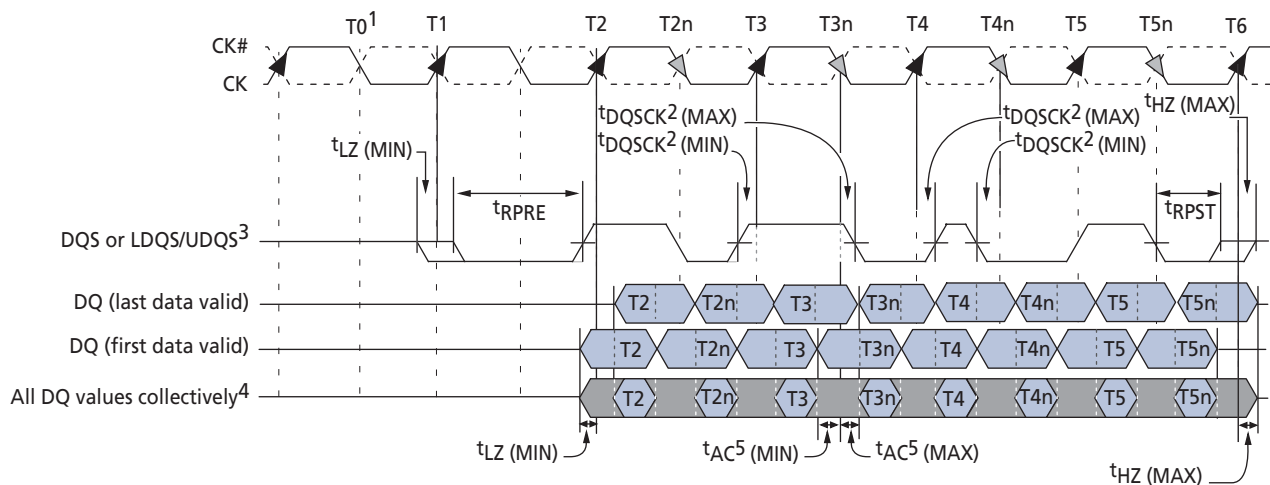 T0¹ T1 T2 T2n T3 T3n T4 T4n T5 T5n T6
CK#
CK
tLZ (MIN)
tDQSCK² (MAX)
tDQSCK² (MIN)
tDQSCK² (MAX)
tDQSCK² (MIN)
tHZ (MAX)
tRPRE
tRPST
DQS or LDQS/UDQS³
DQ (last data valid) T2 T2n T3 T3n T4 T4n T5 T5n
DQ (first data valid) T2 T2n T3 T3n T4 T4n T5 T5n
All DQ values collectively⁴ T2 T2n T3 T3n T4 T4n T5 T5n
tLZ (MIN)
tAC⁵ (MIN)
tAC⁵ (MAX)
tHZ (MAX)